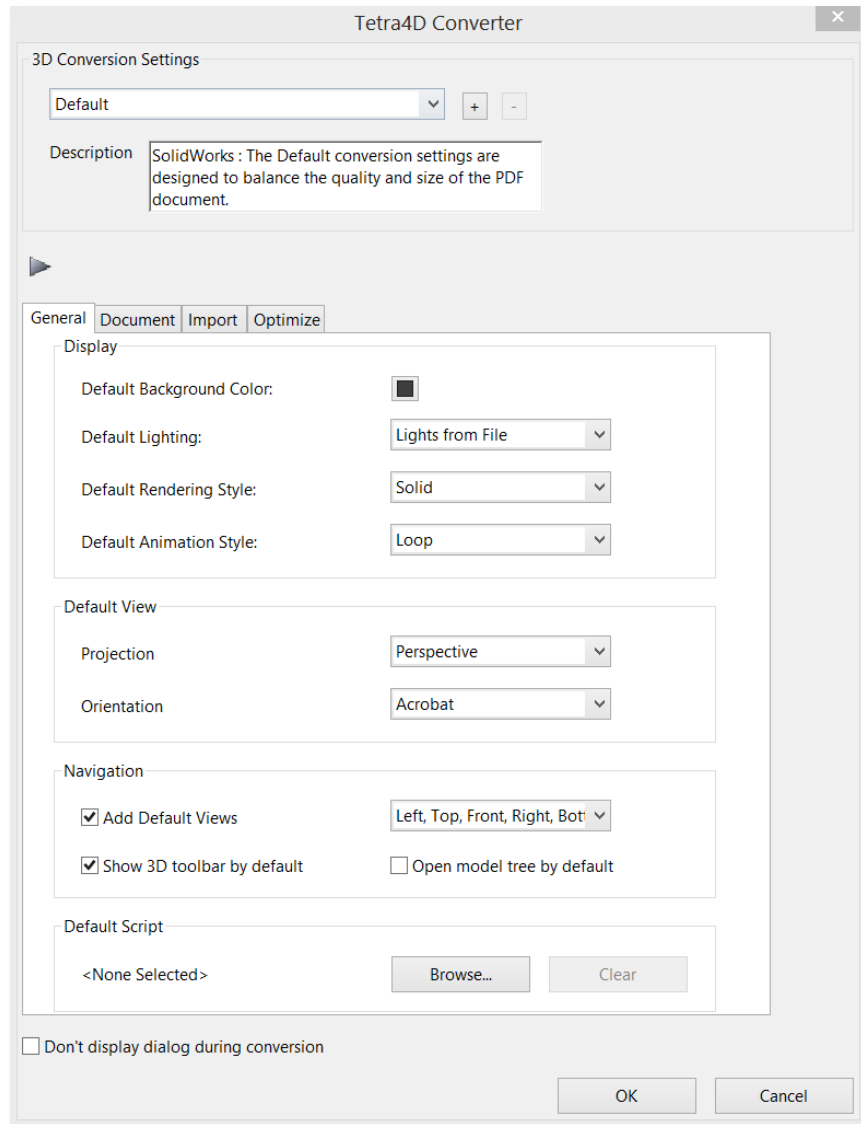 Tetra4D Converter
3D Conversion Settings
Default
+
-
Description
SolidWorks : The Default conversion settings are
designed to balance the quality and size of the PDF
document.
General Document Import Optimize
Display
Default Background Color:
Default Lighting: Lights from File
Default Rendering Style: Solid
Default Animation Style: Loop
Default View
Projection Perspective
Orientation Acrobat
Navigation
Add Default Views Left, Top, Front, Right, Bott
Show 3D toolbar by default Open model tree by default
Default Script
<None Selected> Browse... Clear
Don't display dialog during conversion
OK Cancel